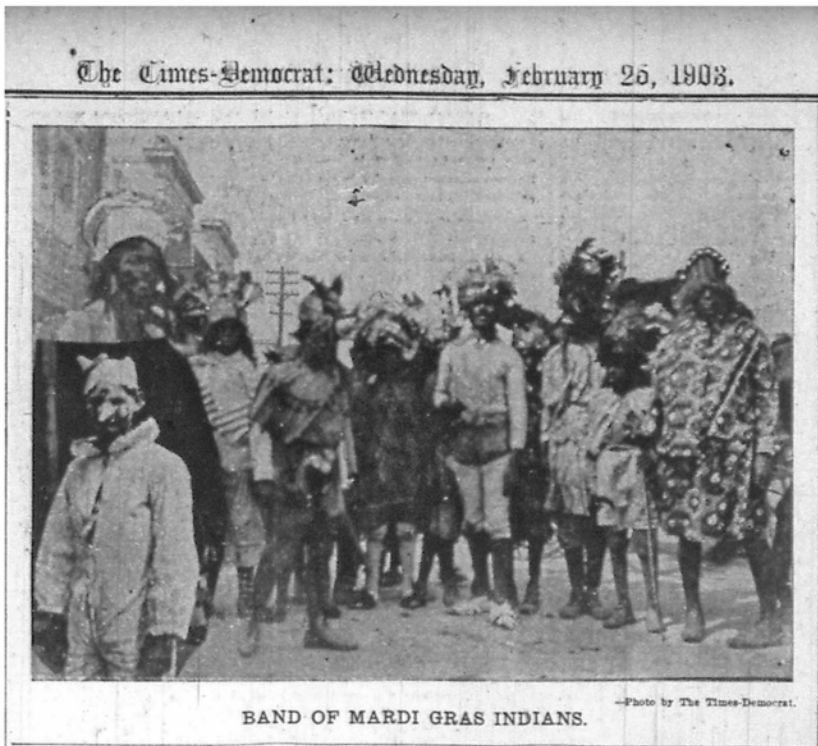 The Times-Democrat: Wednesday, February 25, 1903.
—Photo by The Times-Democrat.
BAND OF MARDI GRAS INDIANS.